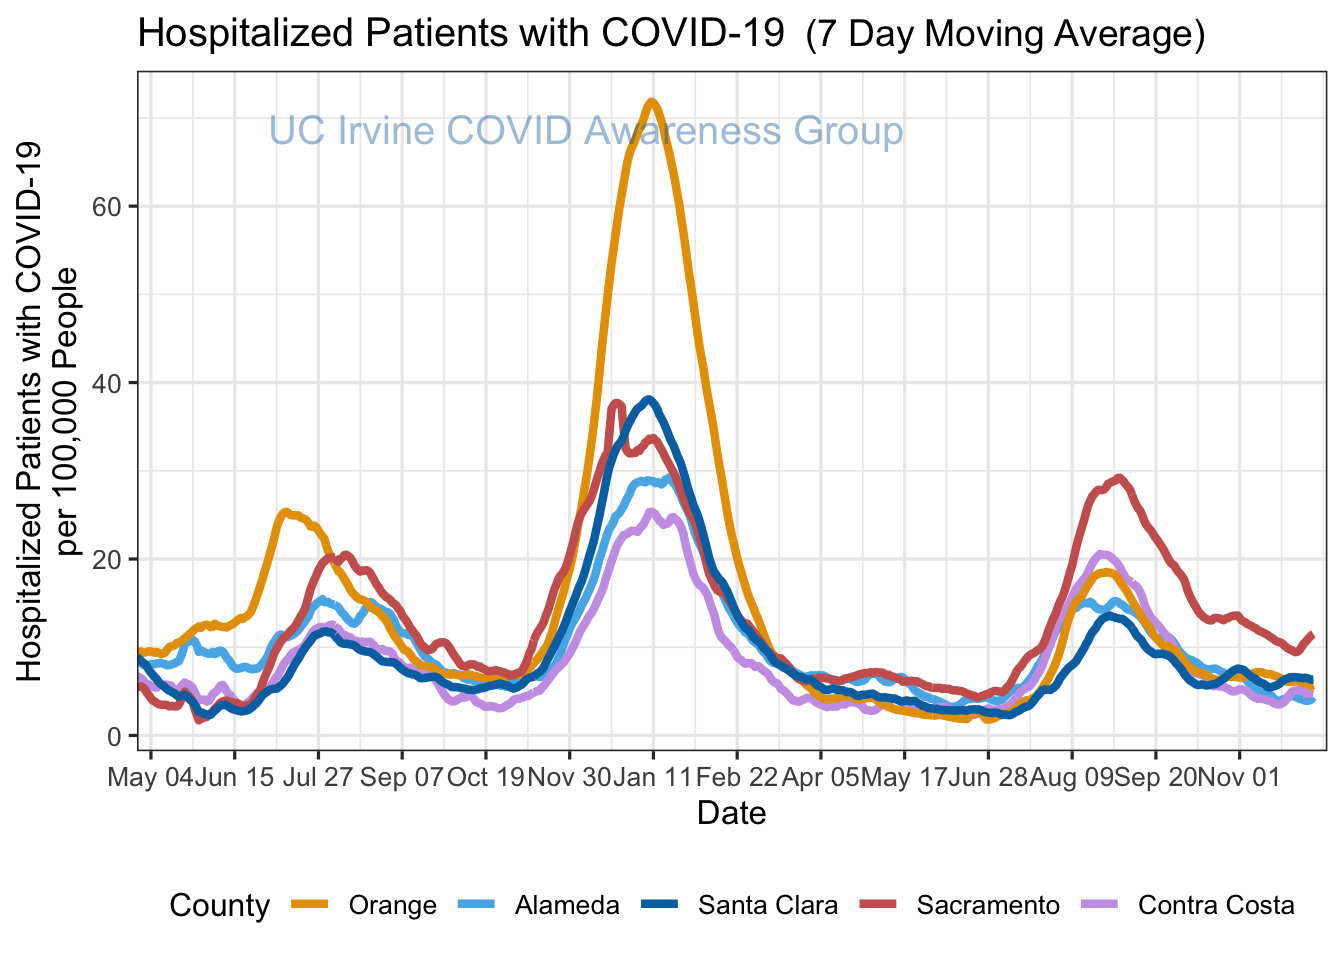 Hospitalized Patients with COVID-19 (7 Day Moving Average)
UC Irvine COVID Awareness Group
Hospitalized Patients with COVID-19
per 100,000 People
60
40
20
0
May 04 Jun 15 Jul 27 Sep 07 Oct 19 Nov 30 Jan 11 Feb 22 Apr 05 May 17 Jun 28 Aug 09 Sep 20 Nov 01
Date
County Orange Alameda Santa Clara Sacramento Contra Costa